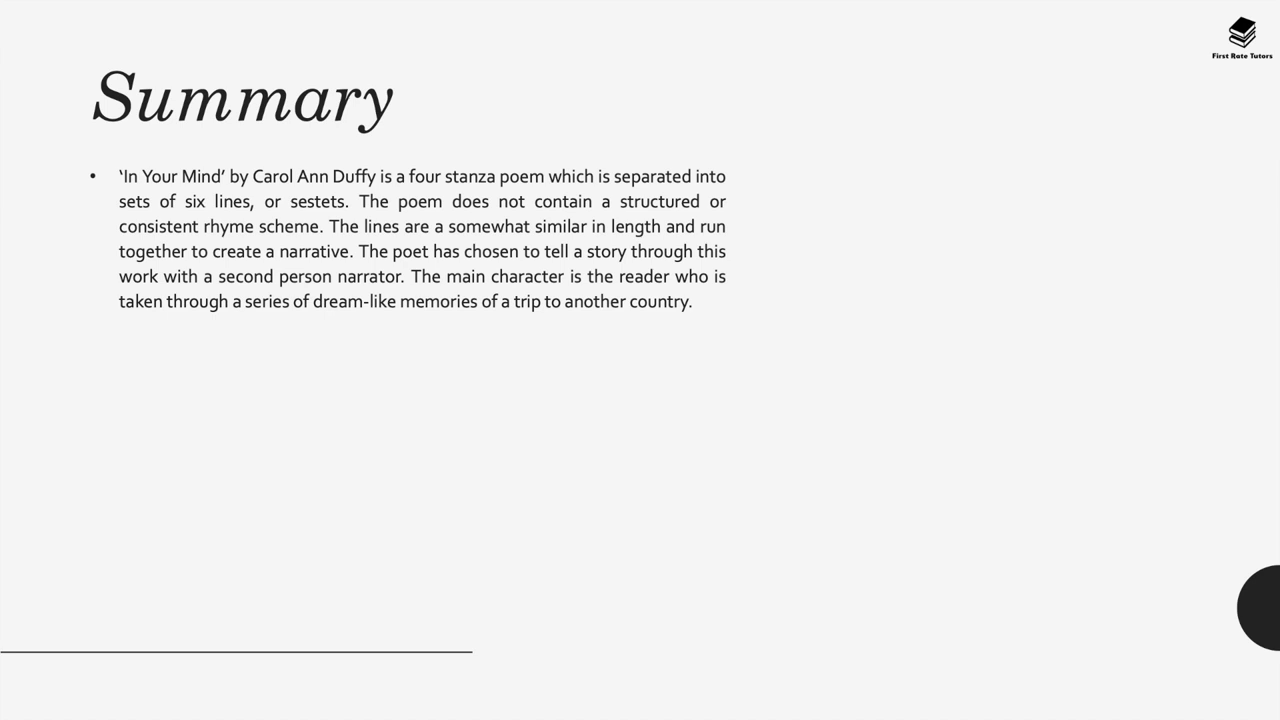 First Rate Tutors
Summary
• ‘In Your Mind’ by Carol Ann Duffy is a four stanza poem which is separated into
sets of six lines, or sestets. The poem does not contain a structured or
consistent rhyme scheme. The lines are a somewhat similar in length and run
together to create a narrative. The poet has chosen to tell a story through this
work with a second person narrator. The main character is the reader who is
taken through a series of dream-like memories of a trip to another country.